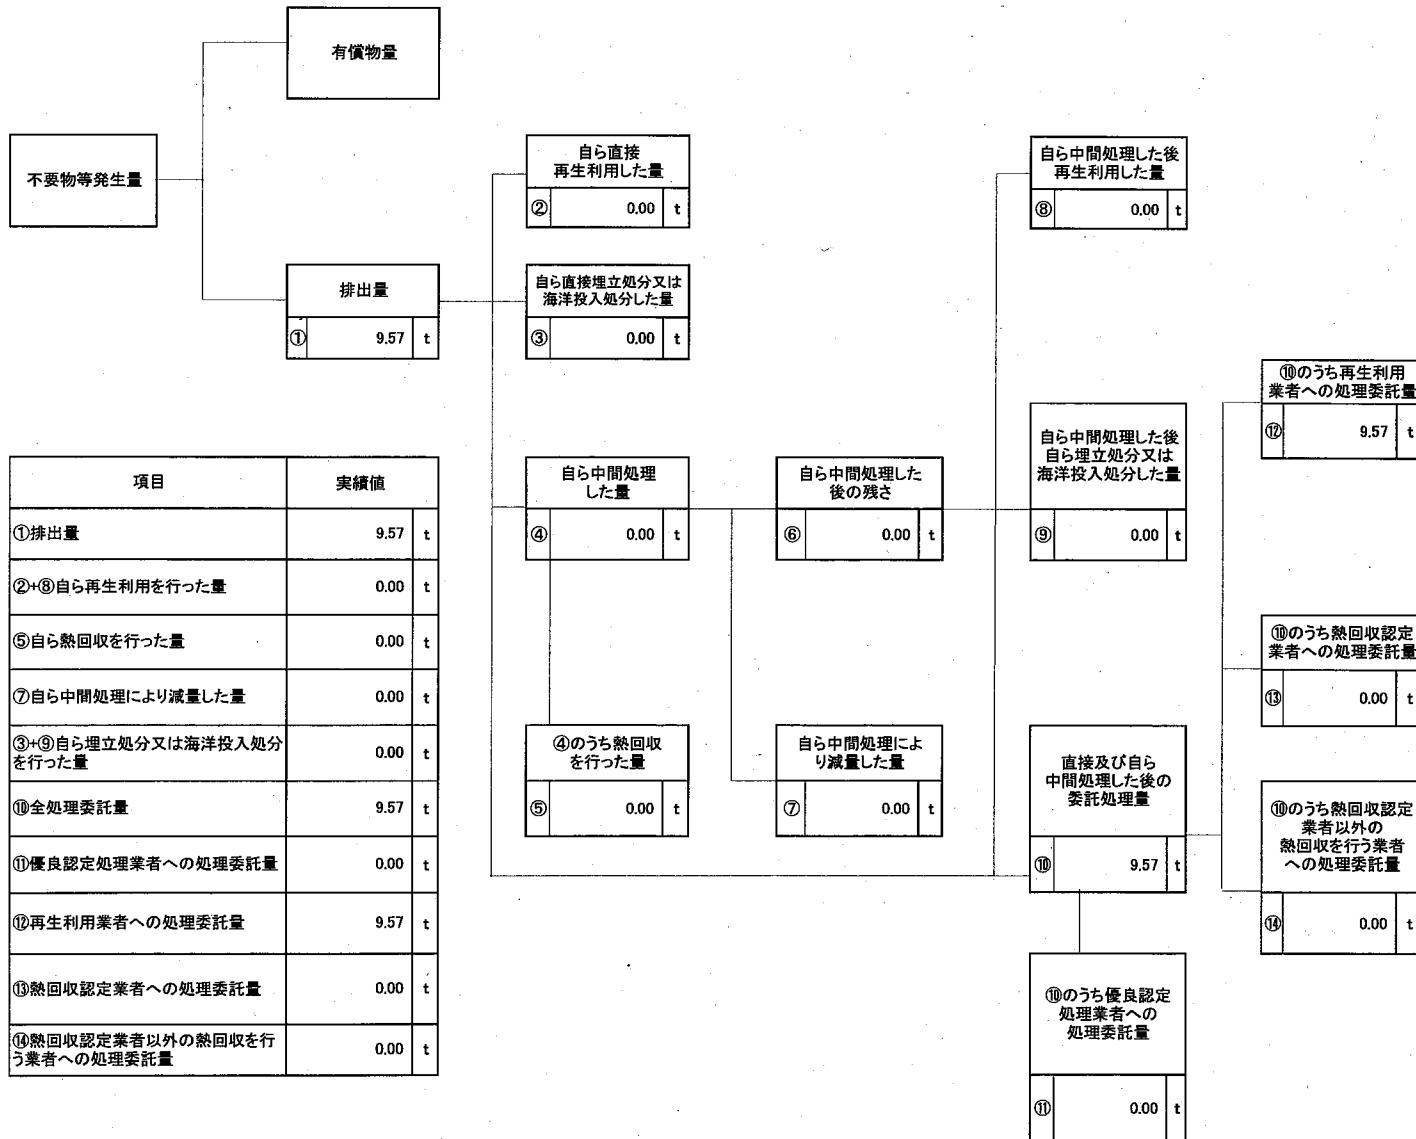 有償物量
不要物等発生量
自ら直接
再生利用した量
② 0.00 t
自ら中間処理した後
再生利用した量
⑧ 0.00 t
排出量
① 9.57 t
自ら直接埋立処分又は
海洋投入処分した量
③ 0.00 t
⑩のうち再生利用
業者への処理委託量
⑫ 9.57 t
自ら中間処理
した量
④ 0.00 t
自ら中間処理した
後の残さ
⑥ 0.00 t
自ら中間処理した後
自ら埋立処分又は
海洋投入処分した量
⑨ 0.00 t
⑩のうち熱回収認定
業者への処理委託量
⑬ 0.00 t
④のうち熱回収
を行った量
⑤ 0.00 t
自ら中間処理によ
り減量した量
⑦ 0.00 t
直接及び自ら
中間処理した後の
委託処理量
⑩ 9.57 t
⑩のうち熱回収認定
業者以外の
熱回収を行う業者
への処理委託量
⑭ 0.00 t
⑩のうち優良認定
処理業者への
処理委託量
⑪ 0.00 t
項目 実績値
①排出量 9.57 t
②+⑧自ら再生利用を行った量 0.00 t
⑤自ら熱回収を行った量 0.00 t
⑦自ら中間処理により減量した量 0.00 t
③+⑨自ら埋立処分又は海洋投入処分
を行った量 0.00 t
⑩全処理委託量 9.57 t
⑪優良認定処理業者への処理委託量 0.00 t
⑫再生利用業者への処理委託量 9.57 t
⑬熱回収認定業者への処理委託量 0.00 t
⑭熱回収認定業者以外の熱回収を行
う業者への処理委託量 0.00 t